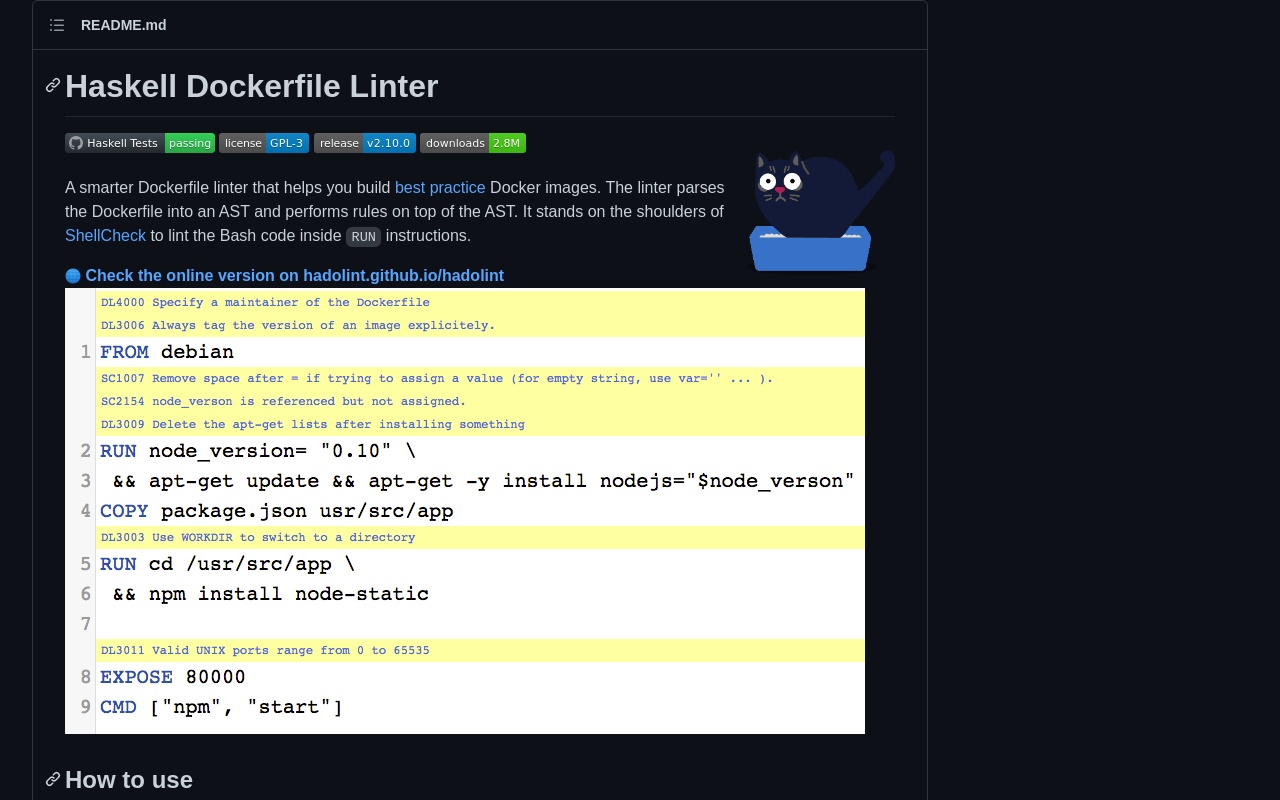 README.md
Haskell Dockerfile Linter
Haskell Tests passing license GPL-3 release v2.10.0 downloads 2.8M
A smarter Dockerfile linter that helps you build best practice Docker images. The linter parses
the Dockerfile into an AST and performs rules on top of the AST. It stands on the shoulders of
ShellCheck to lint the Bash code inside RUN instructions.
Check the online version on hadolint.github.io/hadolint
DL4000 Specify a maintainer of the Dockerfile
DL3006 Always tag the version of an image explicitely.
1 FROM debian
SC1007 Remove space after = if trying to assign a value (for empty string, use var='' ... ).
SC2154 node_verson is referenced but not assigned.
DL3009 Delete the apt-get lists after installing something
2 RUN node_version= "0.10" \
3 && apt-get update && apt-get -y install nodejs="$node_verson"
4 COPY package.json usr/src/app
DL3003 Use WORKDIR to switch to a directory
5 RUN cd /usr/src/app \
6 && npm install node-static
7
DL3011 Valid UNIX ports range from 0 to 65535
8 EXPOSE 80000
9 CMD ["npm", "start"]
How to use